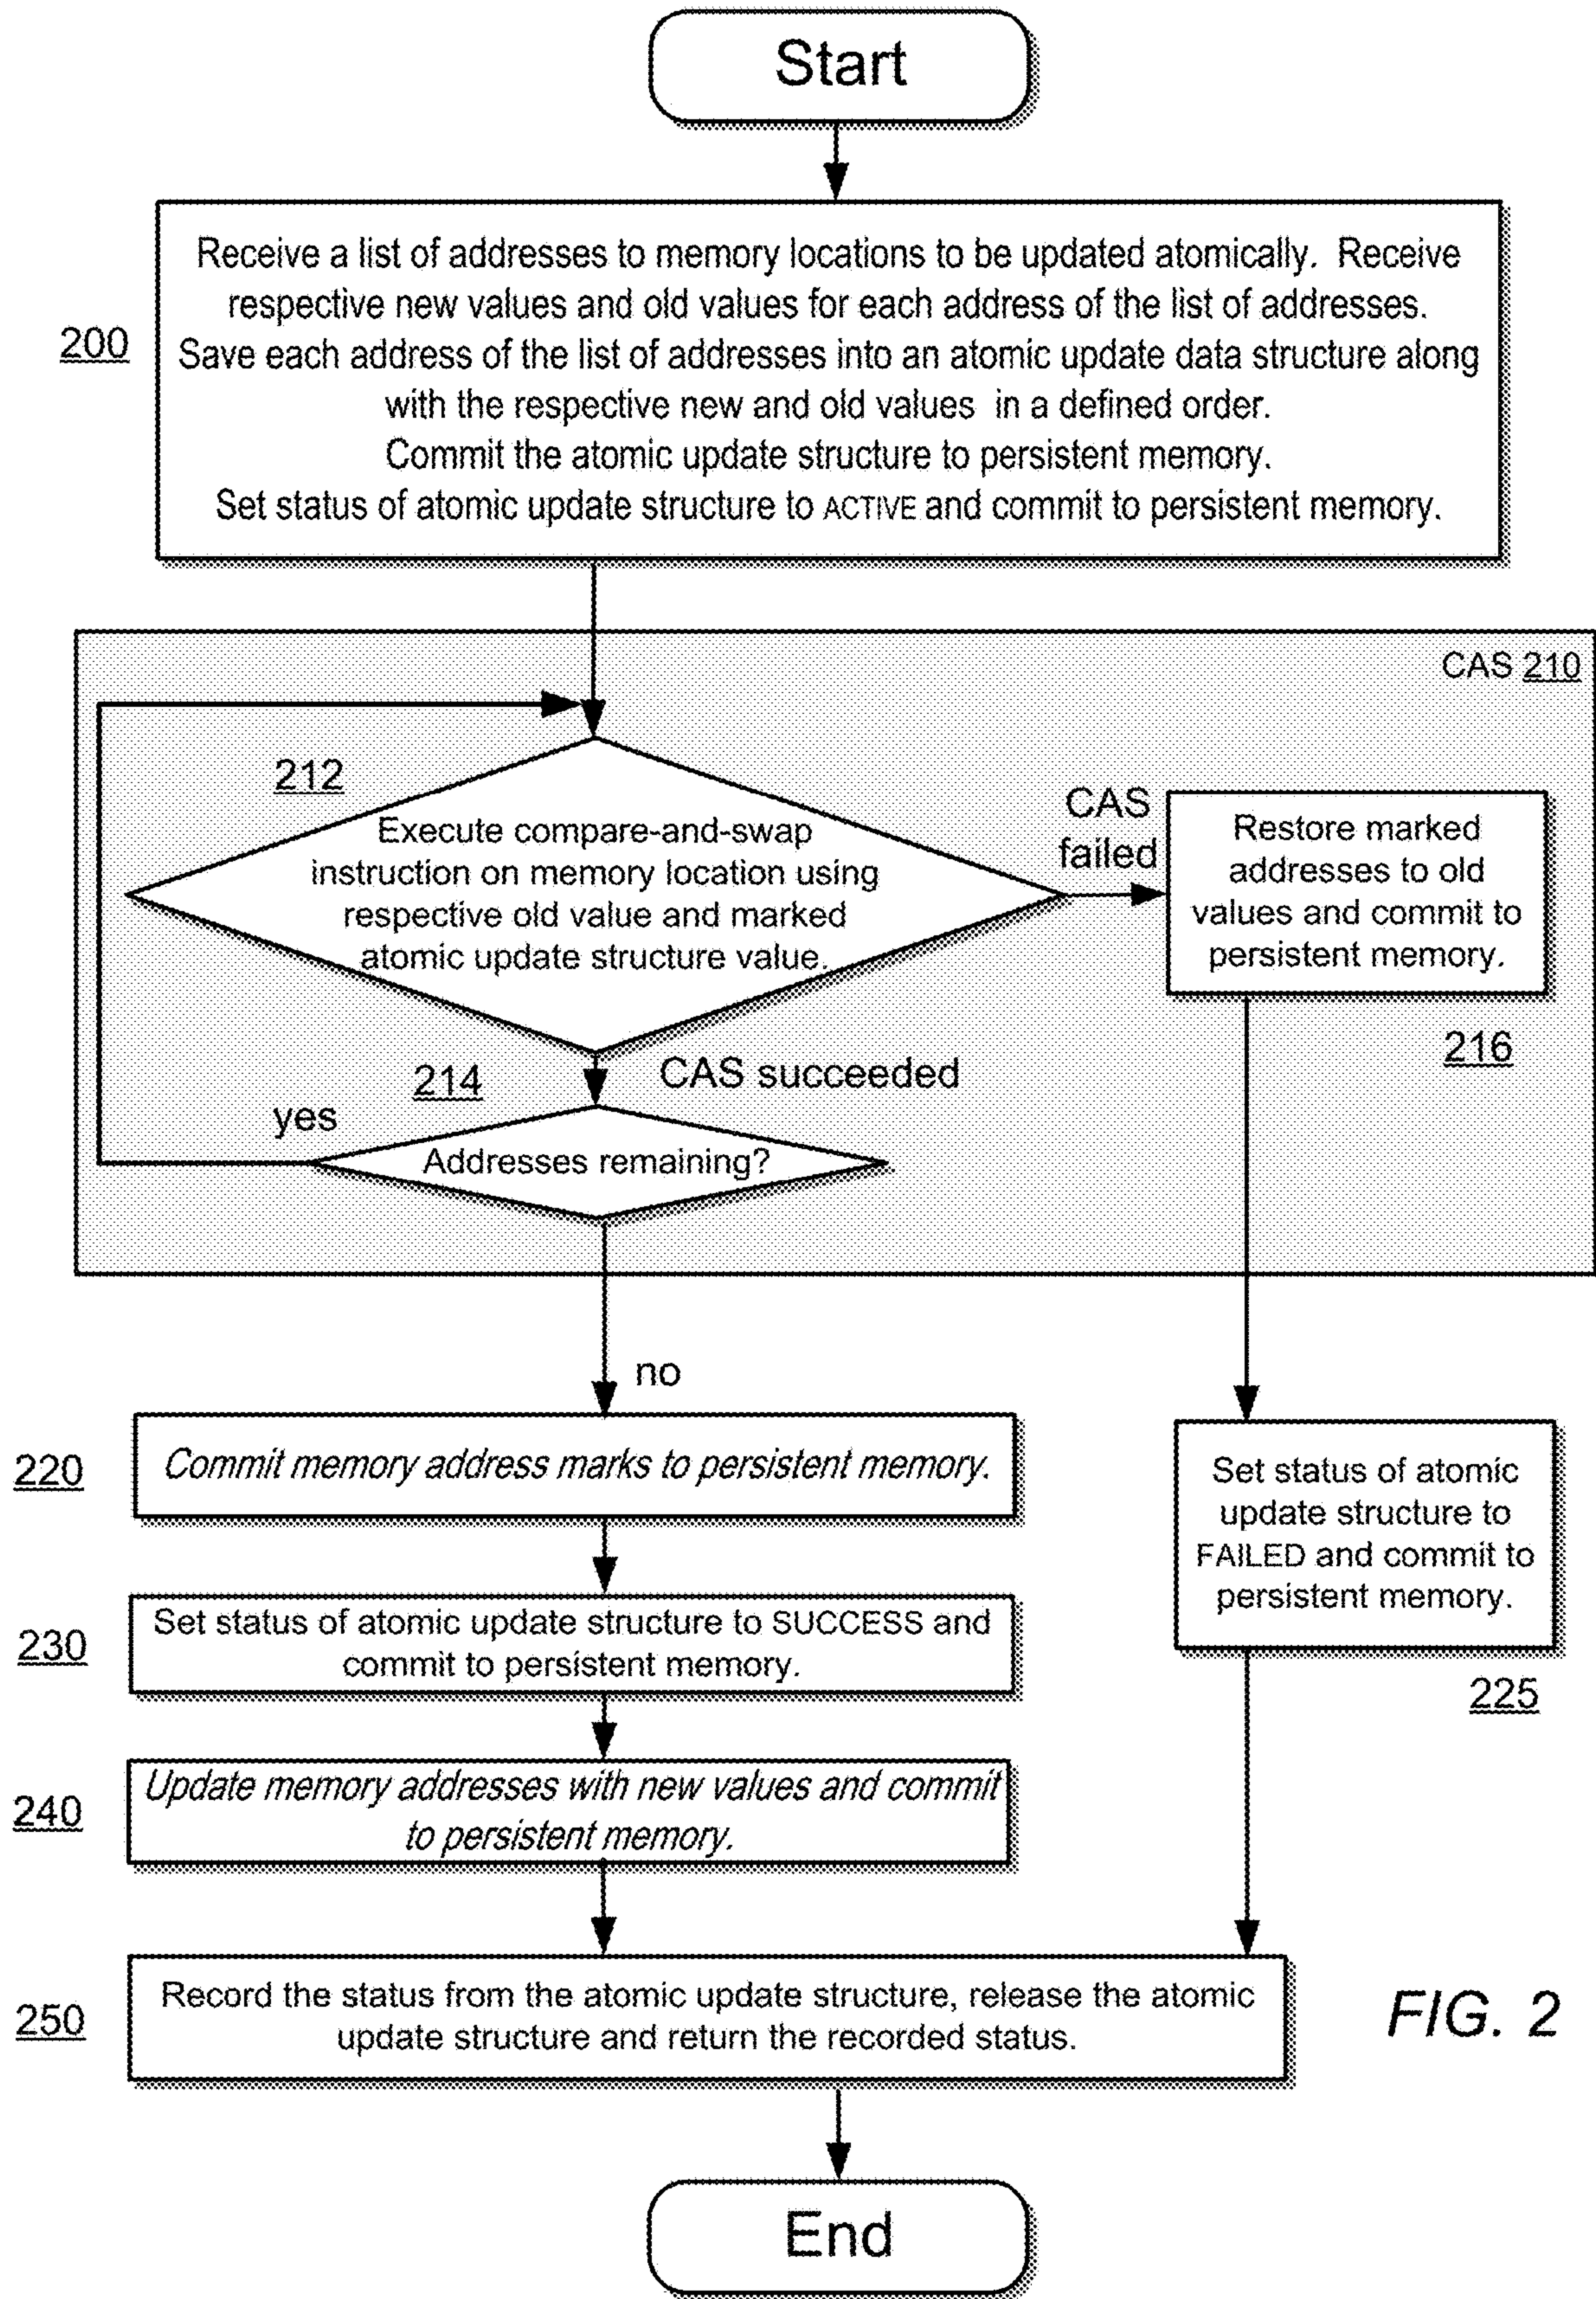 Start
200
Receive a list of addresses to memory locations to be updated atomically. Receive
respective new values and old values for each address of the list of addresses.
Save each address of the list of addresses into an atomic update data structure along
with the respective new and old values in a defined order.
Commit the atomic update structure to persistent memory.
Set status of atomic update structure to ACTIVE and commit to persistent memory.
CAS 210
212
Execute compare-and-swap
instruction on memory location using
respective old value and marked
atomic update structure value.
CAS
failed
Restore marked
addresses to old
values and commit to
persistent memory.
216
214
CAS succeeded
yes
Addresses remaining?
no
220
Commit memory address marks to persistent memory.
Set status of atomic
update structure to
FAILED and commit to
persistent memory.
225
230
Set status of atomic update structure to SUCCESS and
commit to persistent memory.
240
Update memory addresses with new values and commit
to persistent memory.
250
Record the status from the atomic update structure, release the atomic
update structure and return the recorded status.
FIG. 2
End